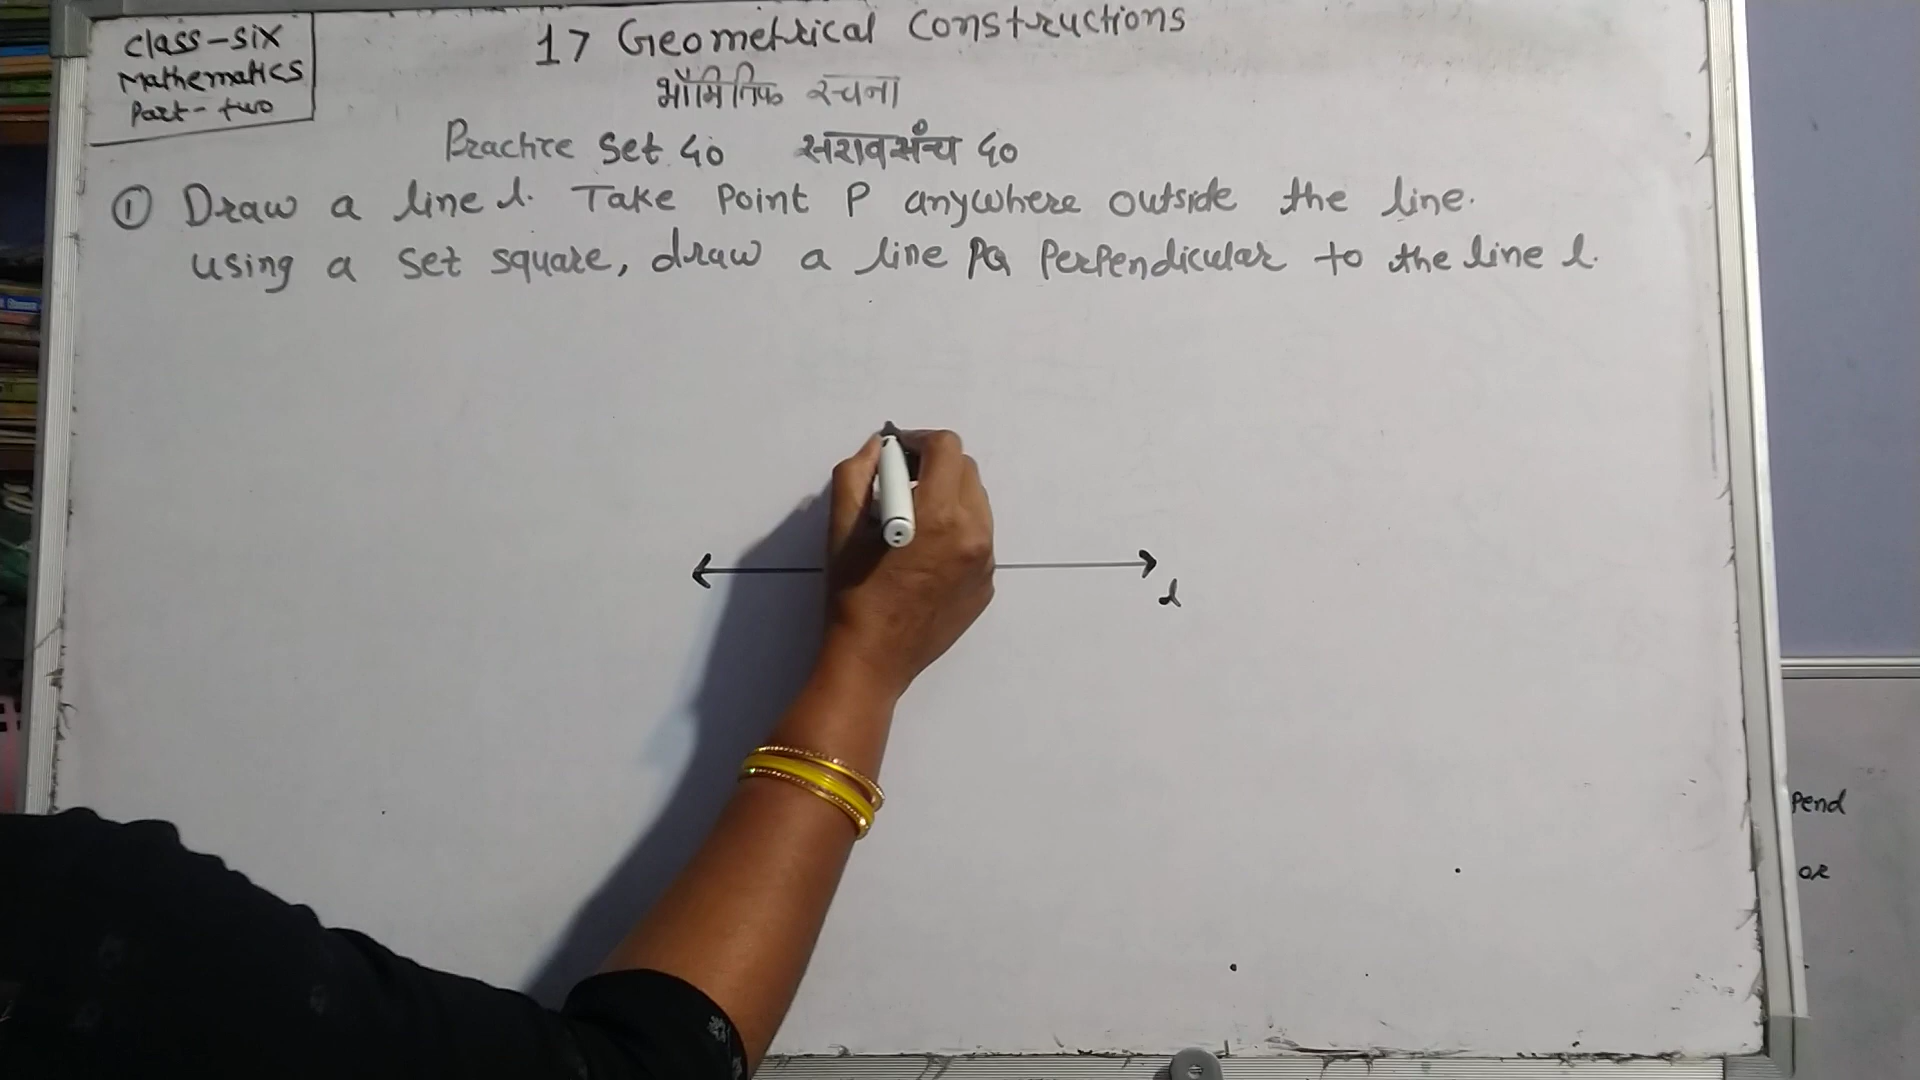 class-six
Mathematics
Part-two
17 Geometrical Constructions
भौमितिक रचना
Practice Set 40 सरावसंच 40
① Draw a line l. Take Point P anywhere outside the line.
using a set square, draw a line PQ Perpendicular to the line l.
l
Pend
OR